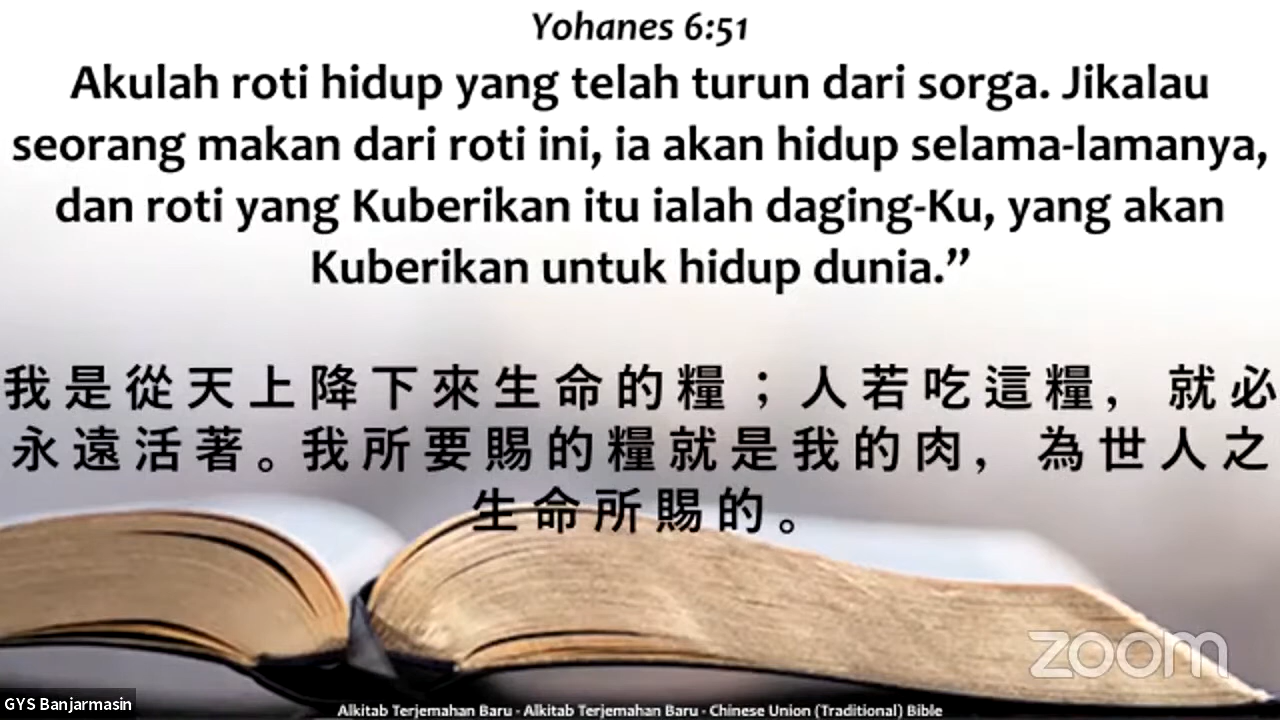 Yohanes 6:51
Akulah roti hidup yang telah turun dari sorga. Jikalau
seorang makan dari roti ini, ia akan hidup selama-lamanya,
dan roti yang Kuberikan itu ialah daging-Ku, yang akan
Kuberikan untuk hidup dunia.”
我是從天上降下來生命的糧；人若吃這糧，就必
永遠活著。我所要賜的糧就是我的肉，為世人之
生命所賜的。
zoom
GYS Banjarmasin
Alkitab Terjemahan Baru - Alkitab Terjemahan Baru - Chinese Union (Traditional) Bible